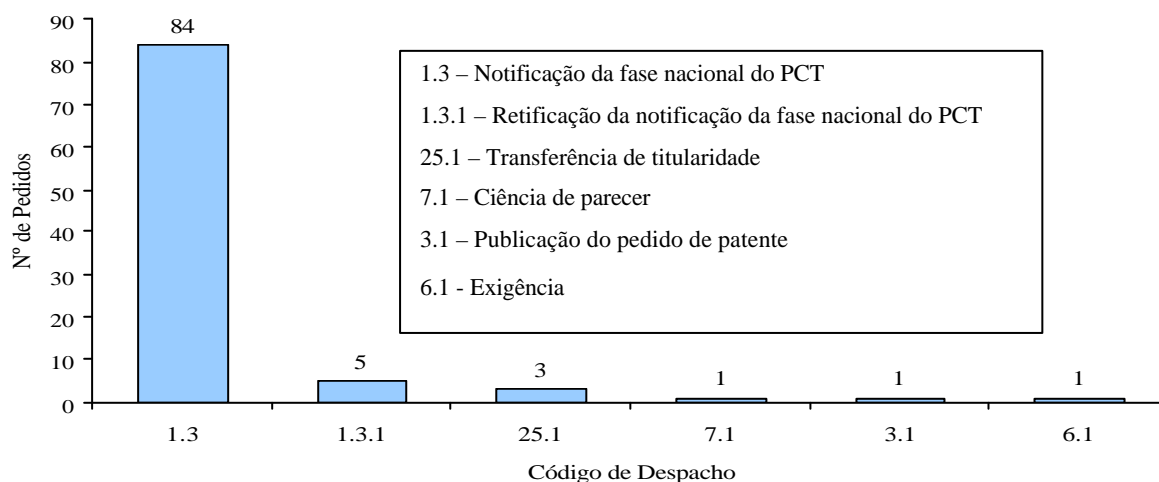 90
80
70
60
50
40
30
20
10
0
Nº de Pedidos
84
5
3
1
1
1
1.3 – Notificação da fase nacional do PCT
1.3.1 – Retificação da notificação da fase nacional do PCT
25.1 – Transferência de titularidade
7.1 – Ciência de parecer
3.1 – Publicação do pedido de patente
6.1 - Exigência
1.3
1.3.1
25.1
7.1
3.1
6.1
Código de Despacho